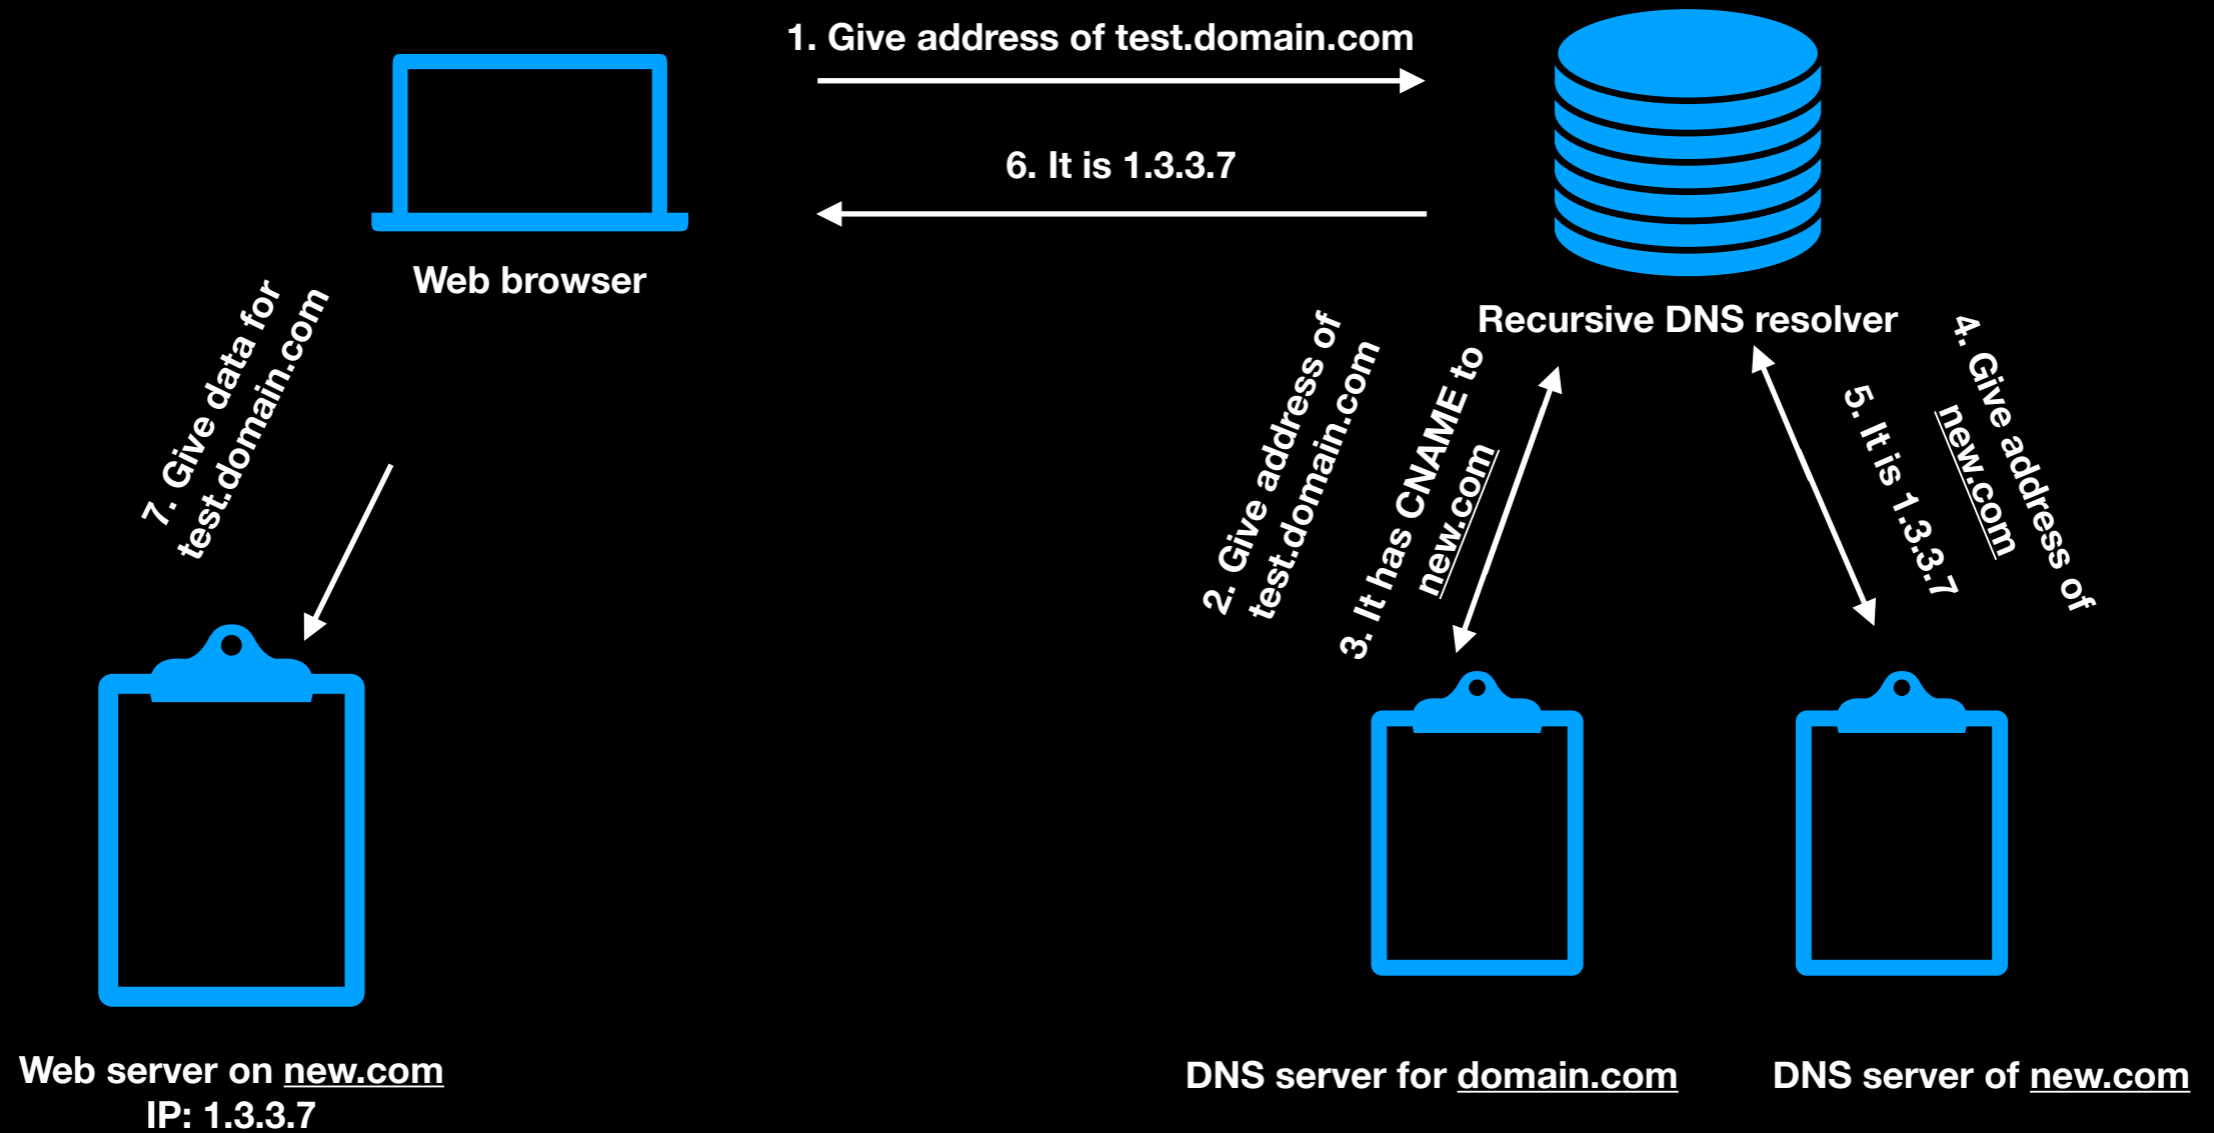 1. Give address of test.domain.com
6. It is 1.3.3.7
Web browser
Recursive DNS resolver
7. Give data for
test.domain.com
2. Give address of
test.domain.com
3. It has CNAME to
new.com
5. It is 1.3.3.7
4. Give address of
new.com
Web server on new.com
IP: 1.3.3.7
DNS server for domain.com
DNS server of new.com